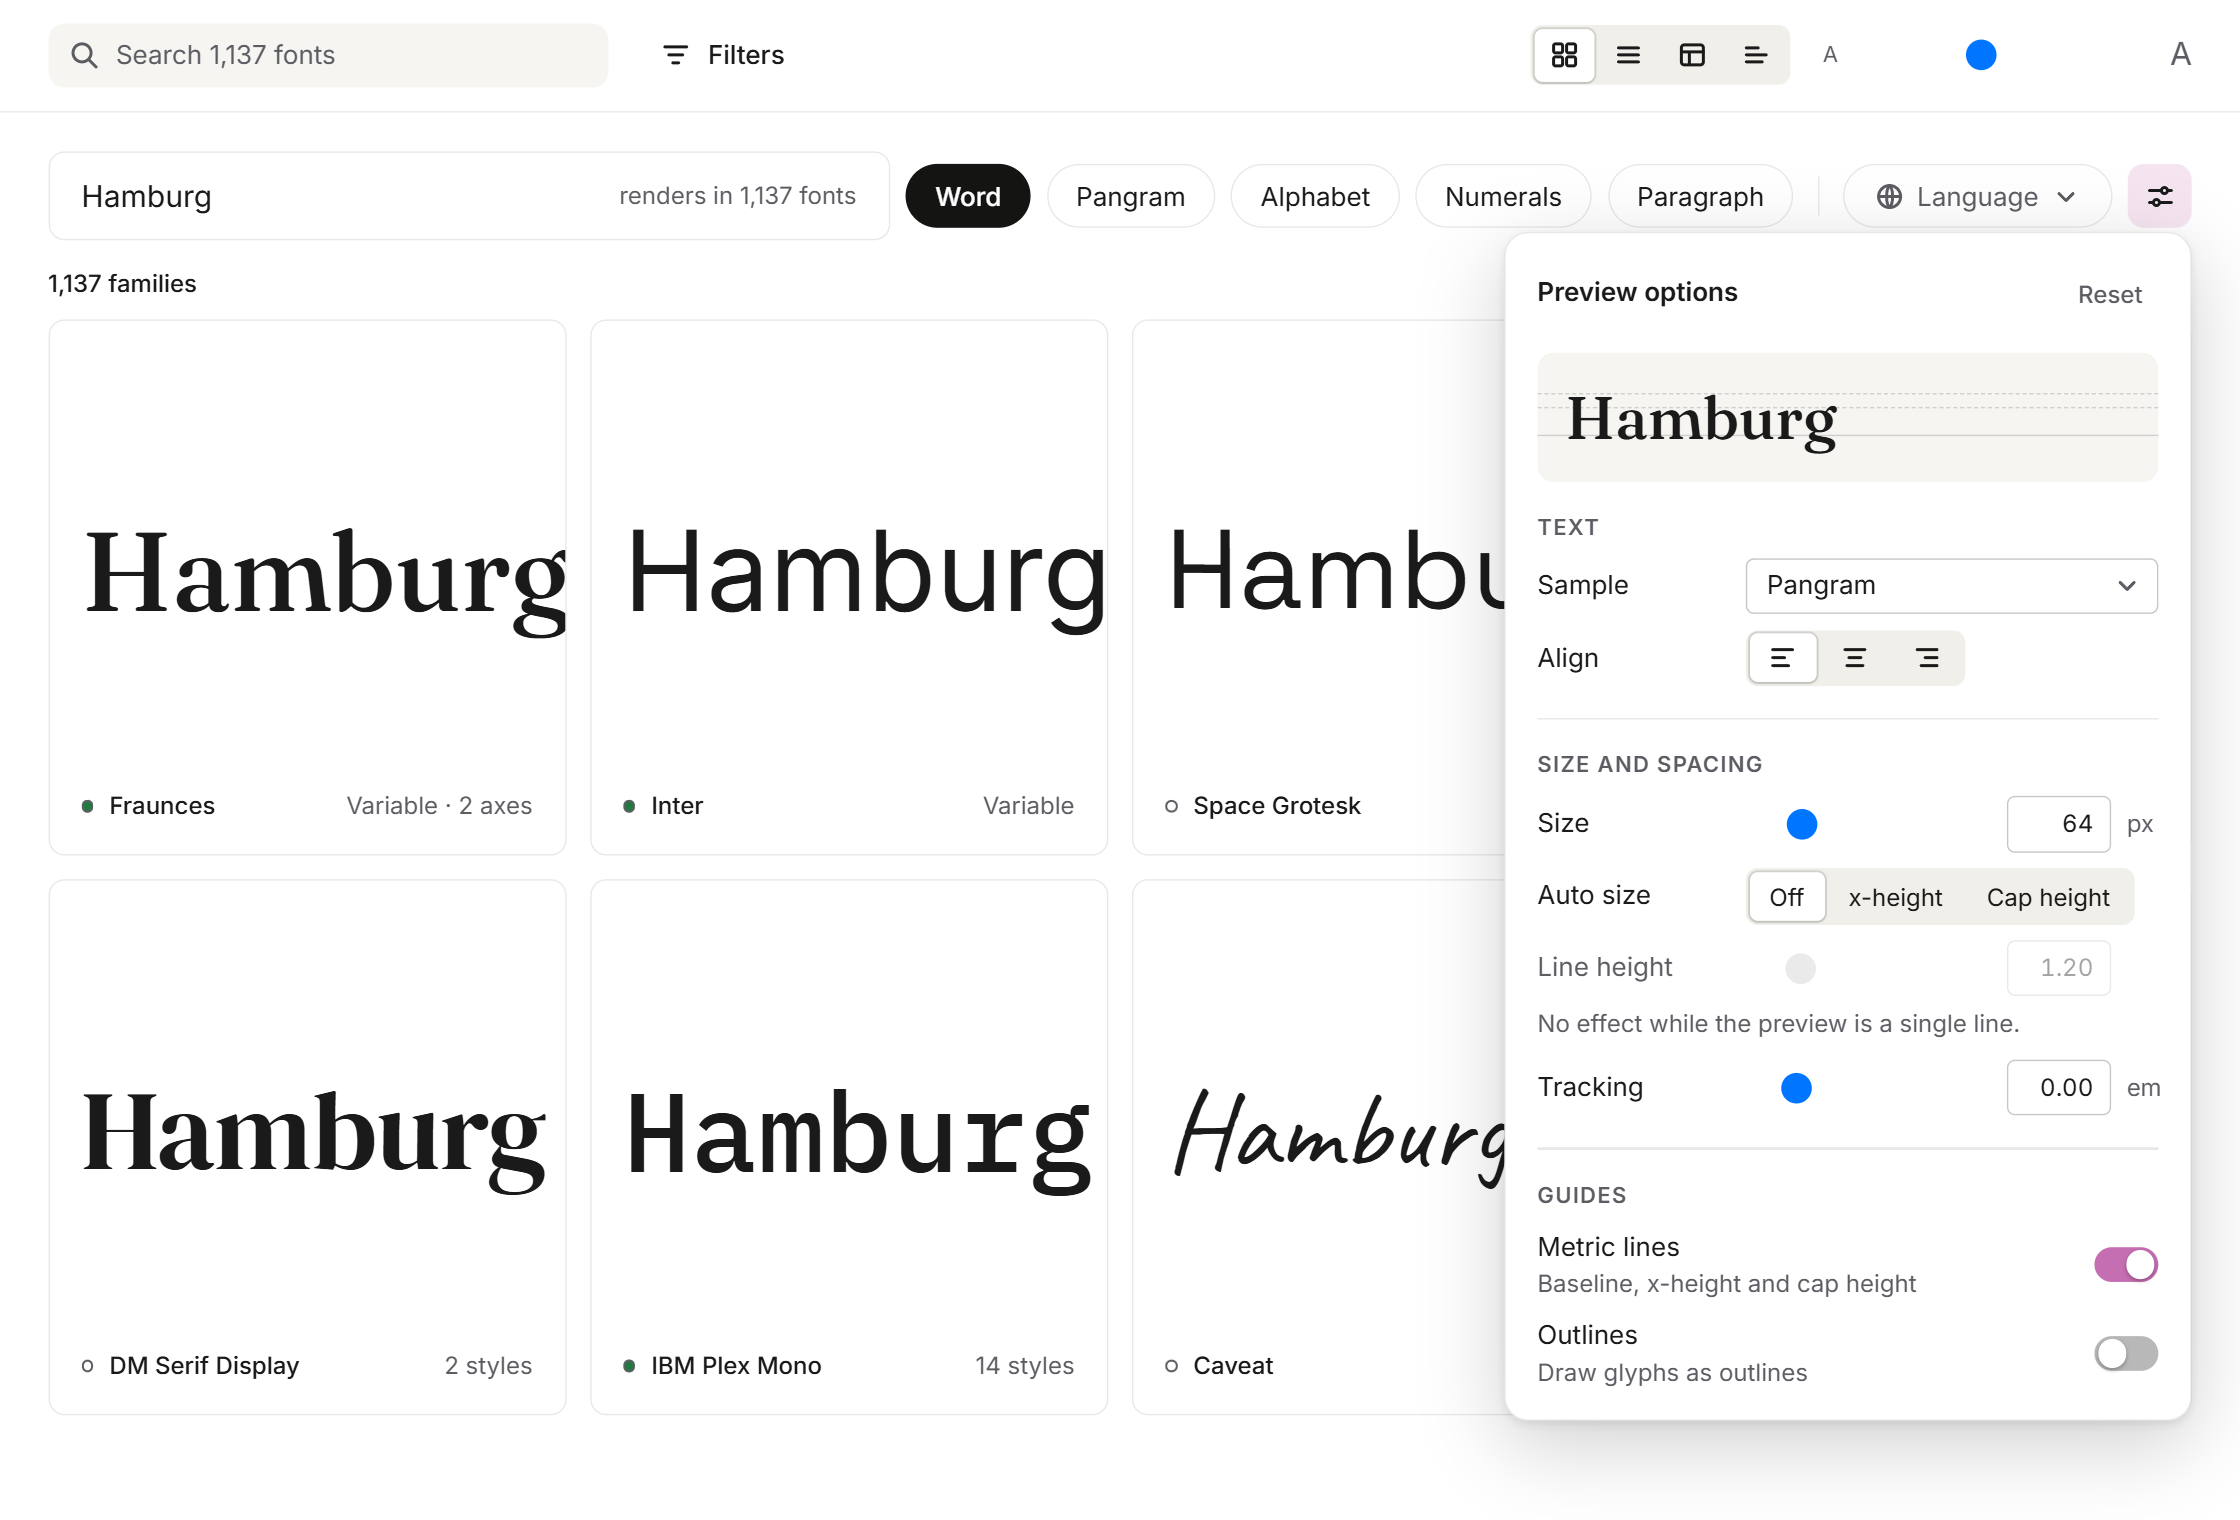 Search 1,137 fonts
Filters
A
A
Hamburg
renders in 1,137 fonts
Word
Pangram
Alphabet
Numerals
Paragraph
Language
1,137 families
Preview options
Reset
Hamburg
TEXT
Sample
Pangram
Align
SIZE AND SPACING
Size
64 px
Auto size
Off
x-height
Cap height
Line height
1.20
No effect while the preview is a single line.
Tracking
0.00 em
GUIDES
Metric lines
Baseline, x-height and cap height
Outlines
Draw glyphs as outlines
Hamburg
Fraunces
Variable · 2 axes
Hamburg
Inter
Variable
Hambu
Space Grotesk
Hamburg
DM Serif Display
2 styles
Hamburg
IBM Plex Mono
14 styles
Hamburg
Caveat